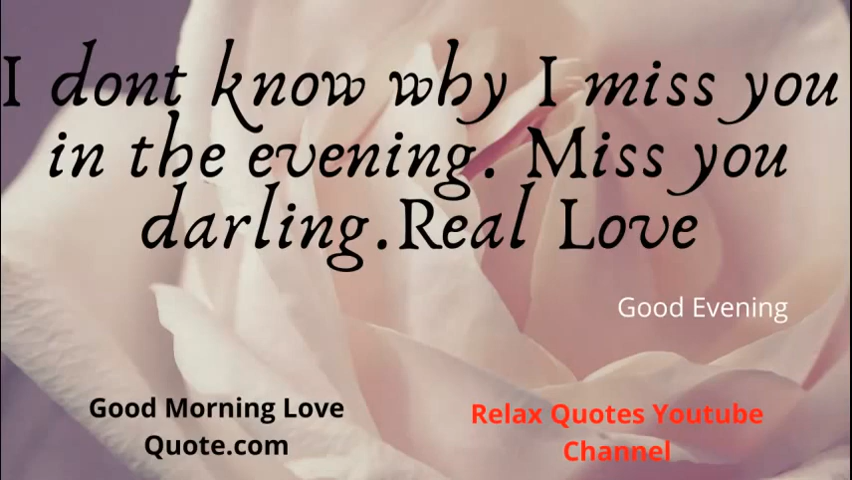 I dont know why I miss you
in the evening. Miss you
darling.Real Love
Good Evening
Good Morning Love
Quote.com
Relax Quotes Youtube
Channel